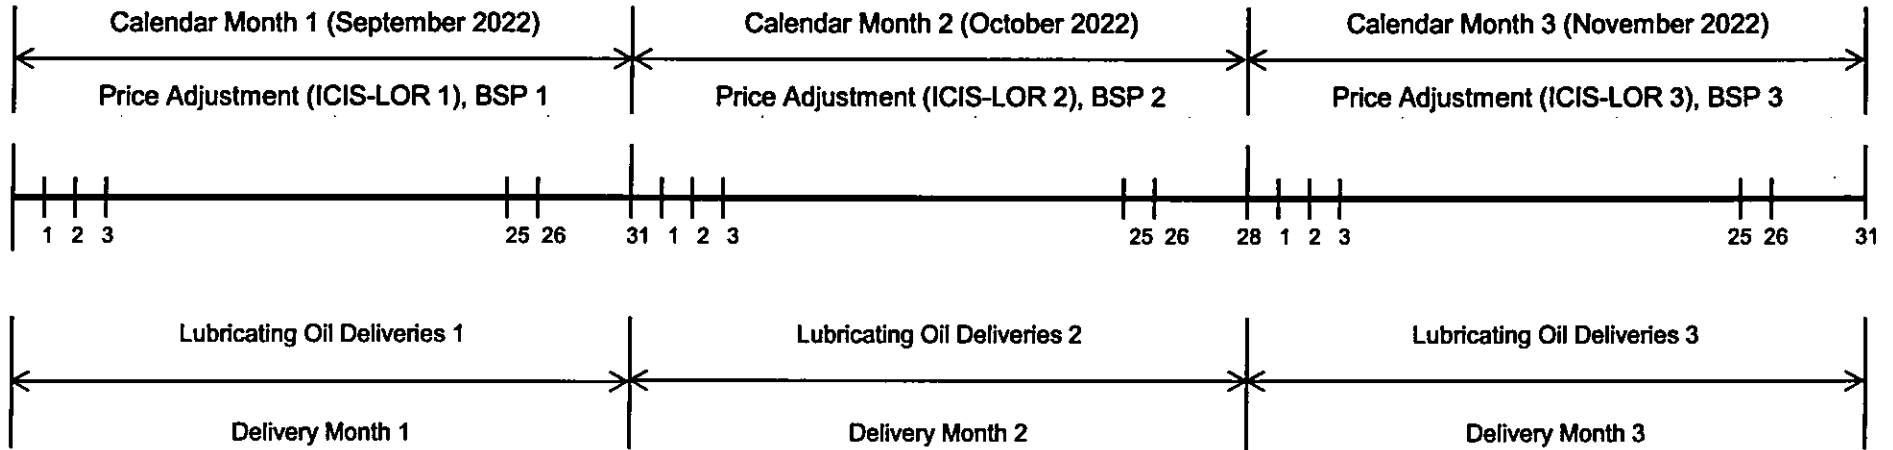 Calendar Month 1 (September 2022) Calendar Month 2 (October 2022) Calendar Month 3 (November 2022)
Price Adjustment (ICIS-LOR 1), BSP 1 Price Adjustment (ICIS-LOR 2), BSP 2 Price Adjustment (ICIS-LOR 3), BSP 3
1 2 3 25 26 31 1 2 3 25 26 28 1 2 3 25 26 31
Lubricating Oil Deliveries 1 Lubricating Oil Deliveries 2 Lubricating Oil Deliveries 3
Delivery Month 1 Delivery Month 2 Delivery Month 3